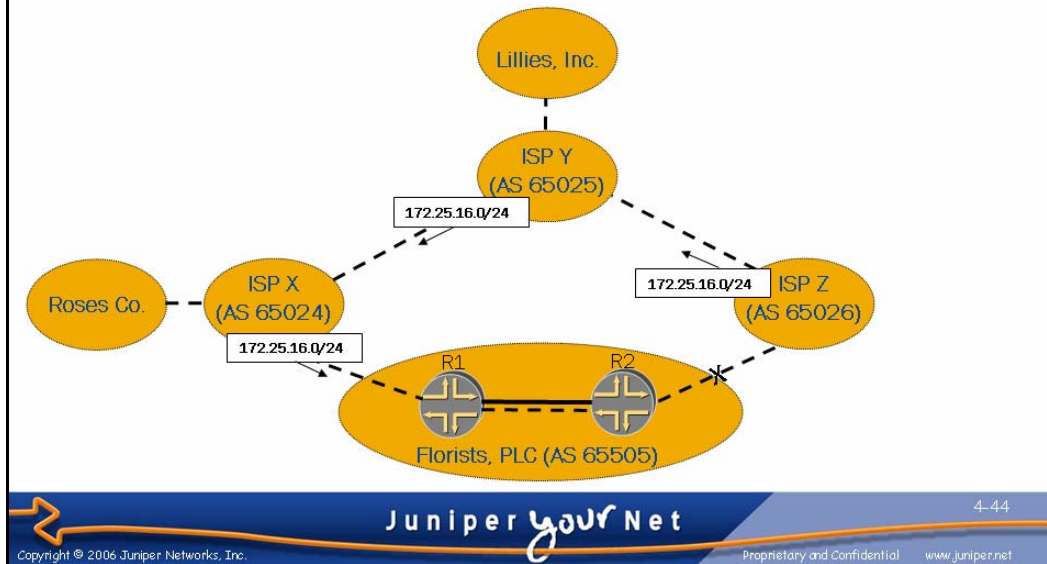 Lillies, Inc.
ISP Y
(AS 65025)
172.25.16.0/24
172.25.16.0/24
ISP X
(AS 65024)
Roses Co.
ISP Z
(AS 65026)
172.25.16.0/24
R1
R2
Florists, PLC (AS 65505)
Juniper your Net
4-44
Copyright © 2006 Juniper Networks, Inc.
Proprietary and Confidential
www.juniper.net